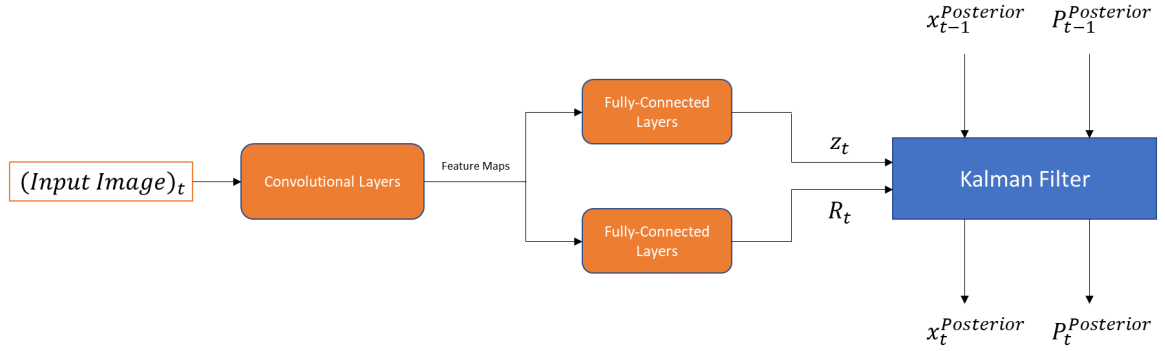 x_{t-1}^{Posterior} P_{t-1}^{Posterior}
Fully-Connected
Layers
z_t
(Input Image)_t
Convolutional Layers
Feature Maps
Kalman Filter
R_t
Fully-Connected
Layers
x_t^{Posterior} P_t^{Posterior}